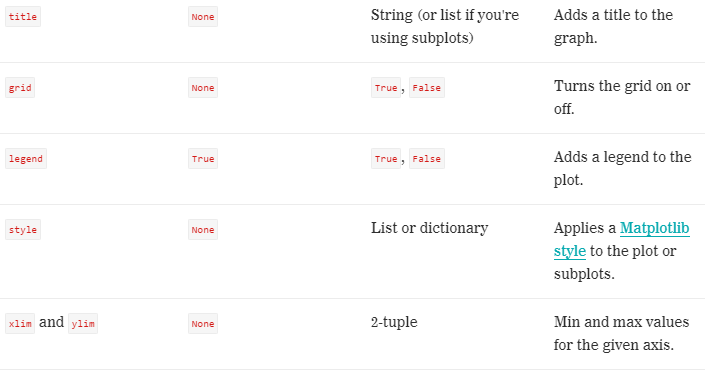 title None String (or list if you're Adds a title to the
using subplots) graph.
grid None True, False Turns the grid on or
off.
legend True True, False Adds a legend to the
plot.
style None List or dictionary Applies a Matplotlib
style to the plot or
subplots.
xlim and ylim None 2-tuple Min and max values
for the given axis.